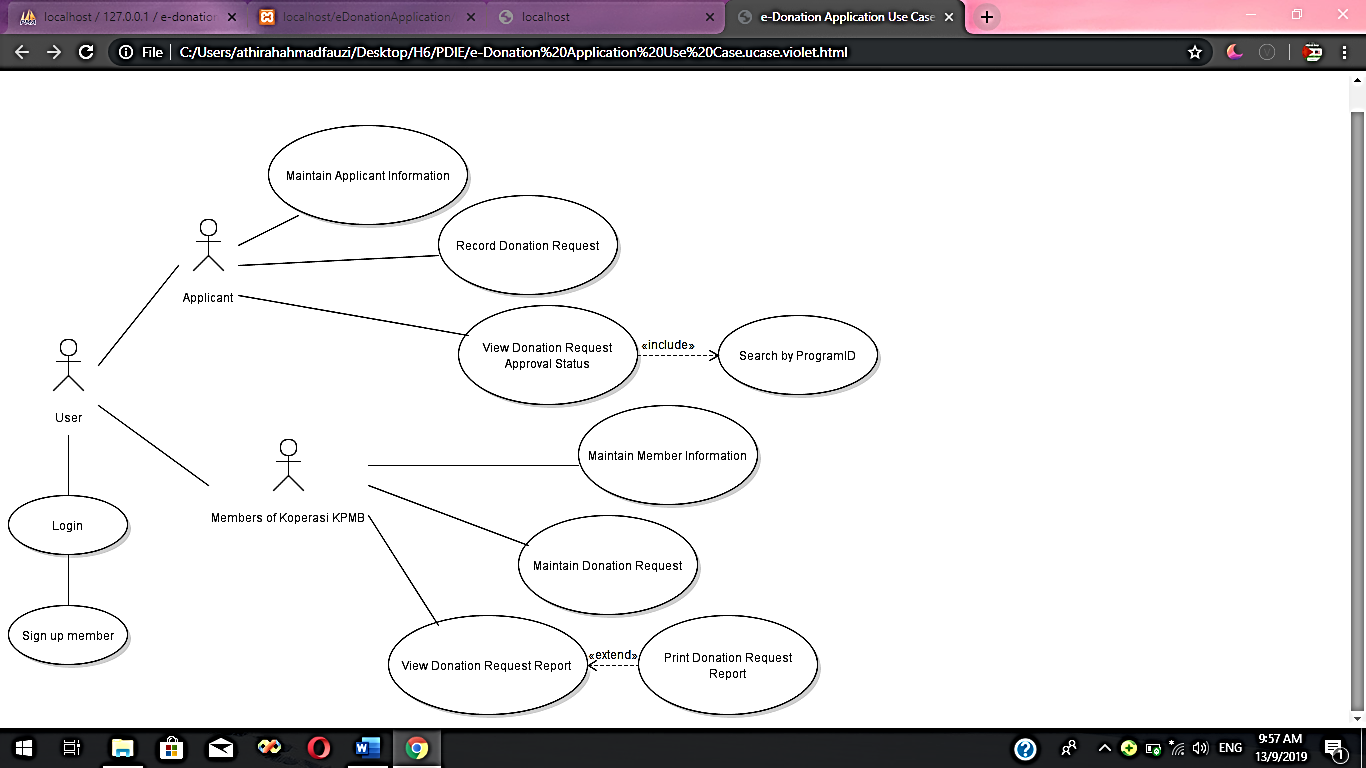 localhost / 127.0.0.1 / e-donation
localhost/eDonationApplication
localhost
e-Donation Application Use Case
File
C:/Users/athirahahmadfauzi/Desktop/H6/PDIE/e-Donation%20Application%20Use%20Case.ucase.violet.html
Maintain Applicant Information
Record Donation Request
Applicant
View Donation Request
Approval Status
«include»
Search by ProgramID
User
Maintain Member Information
Members of Koperasi KPMB
Login
Maintain Donation Request
Sign up member
View Donation Request Report
«extend»
Print Donation Request
Report
ENG
9:57 AM
13/9/2019
1